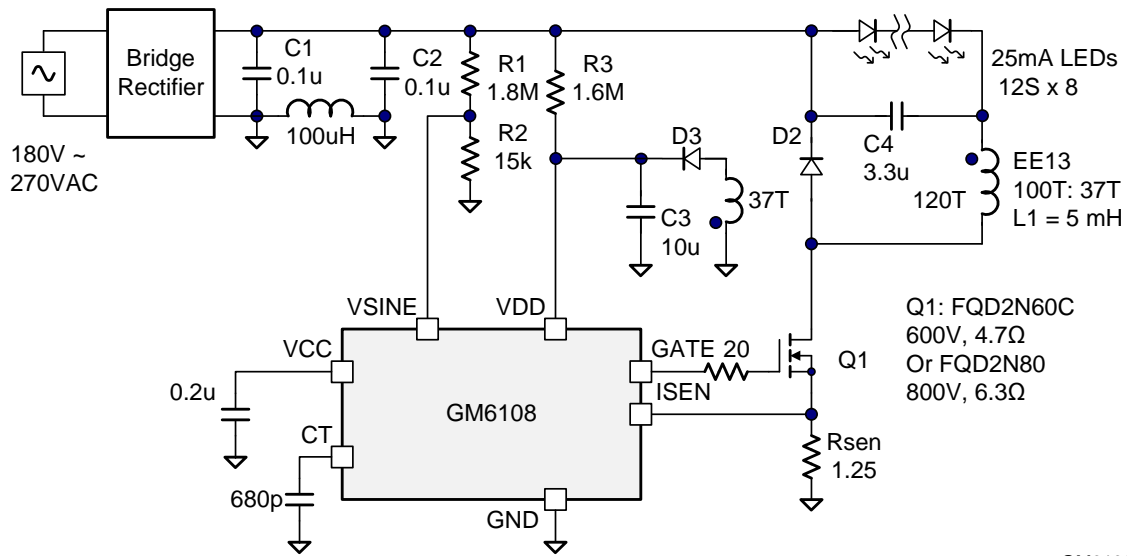 Bridge
Rectifier
180V ~
270VAC
C1
0.1u
100uH
C2
0.1u
R1
1.8M
R2
15k
R3
1.6M
D3
37T
C3
10u
D2
C4
3.3u
25mA LEDs
12S x 8
120T
EE13
100T: 37T
L1 = 5 mH
VSINE
VDD
VCC
0.2u
CT
680p
GM6108
GND
GATE 20
ISEN
Q1
Q1: FQD2N60C
600V, 4.7Ω
Or FQD2N80
800V, 6.3Ω
Rsen
1.25